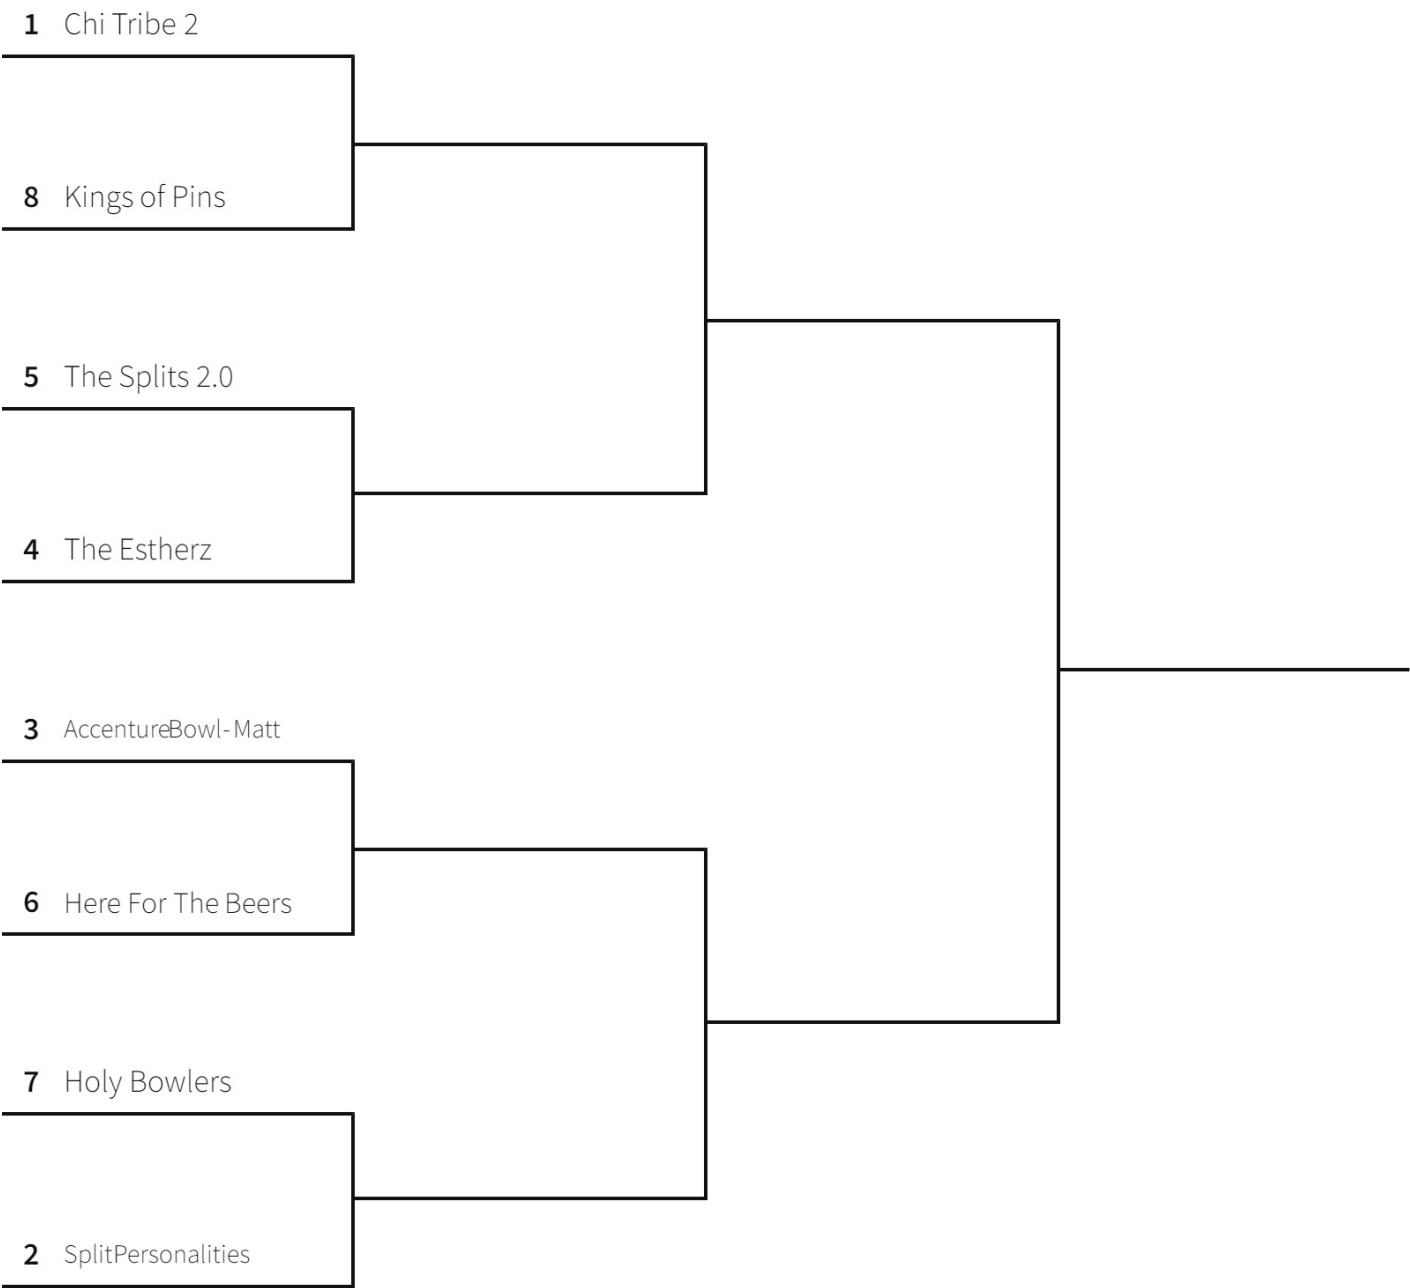 1 Chi Tribe 2
8 Kings of Pins
5 The Splits 2.0
4 The Estherz
3 AccentureBowl-Matt
6 Here For The Beers
7 Holy Bowlers
2 SplitPersonalities